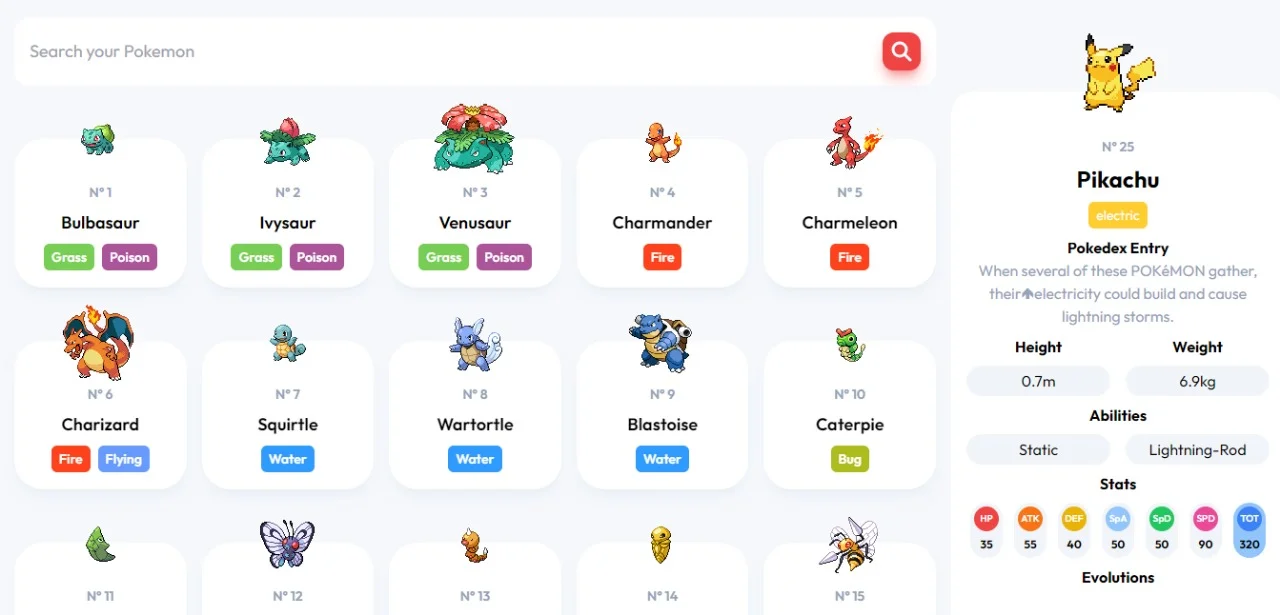 Search your Pokemon
N° 1
Bulbasaur
Grass Poison
N° 2
Ivysaur
Grass Poison
N° 3
Venusaur
Grass Poison
N° 4
Charmander
Fire
N° 5
Charmeleon
Fire
N° 6
Charizard
Fire Flying
N° 7
Squirtle
Water
N° 8
Wartortle
Water
N° 9
Blastoise
Water
N° 10
Caterpie
Bug
N° 11
N° 12
N° 13
N° 14
N° 15
N° 25
Pikachu
electric
Pokedex Entry
When several of these POKéMON gather,
their↑electricity could build and cause
lightning storms.
Height Weight
0.7m 6.9kg
Abilities
Static Lightning-Rod
Stats
HP ATK DEF SpA SpD SPD TOT
35 55 40 50 50 90 320
Evolutions